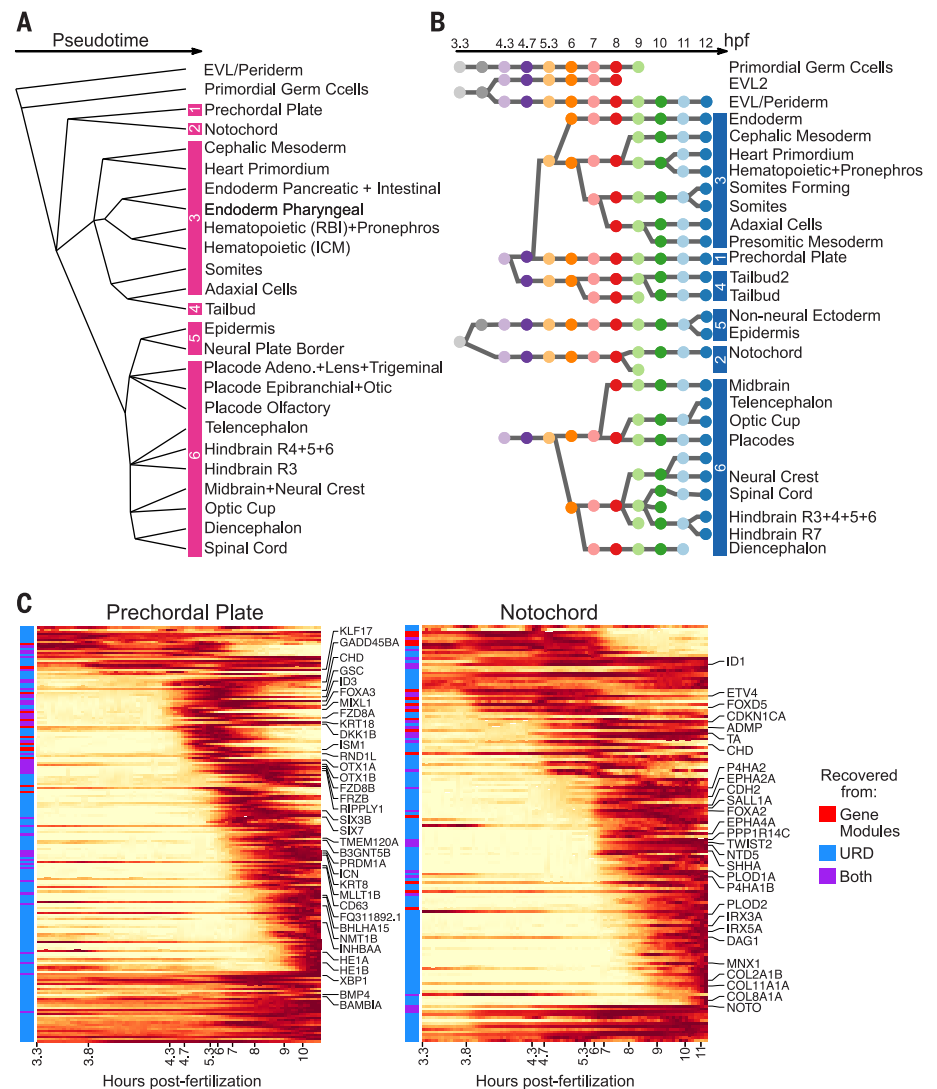 A
Pseudotime
EVL/Periderm
Primordial Germ Ccells
1
Prechordal Plate
2
Notochord
3
Cephalic Mesoderm
Heart Primordium
Endoderm Pancreatic + Intestinal
Endoderm Pharyngeal
Hematopoietic (RBI)+Pronephros
Hematopoietic (ICM)
Somites
Adaxial Cells
4
Tailbud
5
Epidermis
Neural Plate Border
6
Placode Adeno.+Lens+Trigeminal
Placode Epibranchial+Otic
Placode Olfactory
Telencephalon
Hindbrain R4+5+6
Hindbrain R3
Midbrain+Neural Crest
Optic Cup
Diencephalon
Spinal Cord
B
3.3 4.3 4.7 5.3 6 7 8 9 10 11 12 hpf
Primordial Germ Ccells
EVL2
EVL/Periderm
3
Endoderm
Cephalic Mesoderm
Heart Primordium
Hematopoietic+Pronephros
Somites Forming
Somites
Adaxial Cells
Presomitic Mesoderm
1
Prechordal Plate
4
Tailbud2
Tailbud
5
Non-neural Ectoderm
Epidermis
2
Notochord
6
Midbrain
Telencephalon
Optic Cup
Placodes
Neural Crest
Spinal Cord
Hindbrain R3+4+5+6
Hindbrain R7
Diencephalon
C
Prechordal Plate
KLF17
GADD45BA
CHD
GSC
ID3
FOXA3
MIXL1
FZD8A
KRT18
DKK1B
ISM1
RND1L
OTX1A
OTX1B
FZD8B
FRZB
RIPPLY1
SIX3B
SIX7
TMEM120A
B3GNT5B
PRDM1A
ICN
KRT8
MLLT1B
CD63
FQ311892.1
BHLHA15
NMT1B
INHBAA
HE1A
HE1B
XBP1
BMP4
BAMBIA
3.3 3.8 4.3 4.7 5.3 6 7 8 9 10
Hours post-fertilization
Notochord
ID1
ETV4
FOXD5
CDKN1CA
ADMP
TA
CHD
P4HA2
EPHA2A
CDH2
SALL1A
FOXA2
EPHA4A
PPP1R14C
TWIST2
NTD5
SHHA
PLOD1A
P4HA1B
PLOD2
IRX3A
IRX5A
DAG1
MNX1
COL2A1B
COL11A1A
COL8A1A
NOTO
3.3 3.8 4.3 4.7 5.3 6 7 8 9 10 11
Hours post-fertilization
Recovered
from:
Gene
Modules
URD
Both